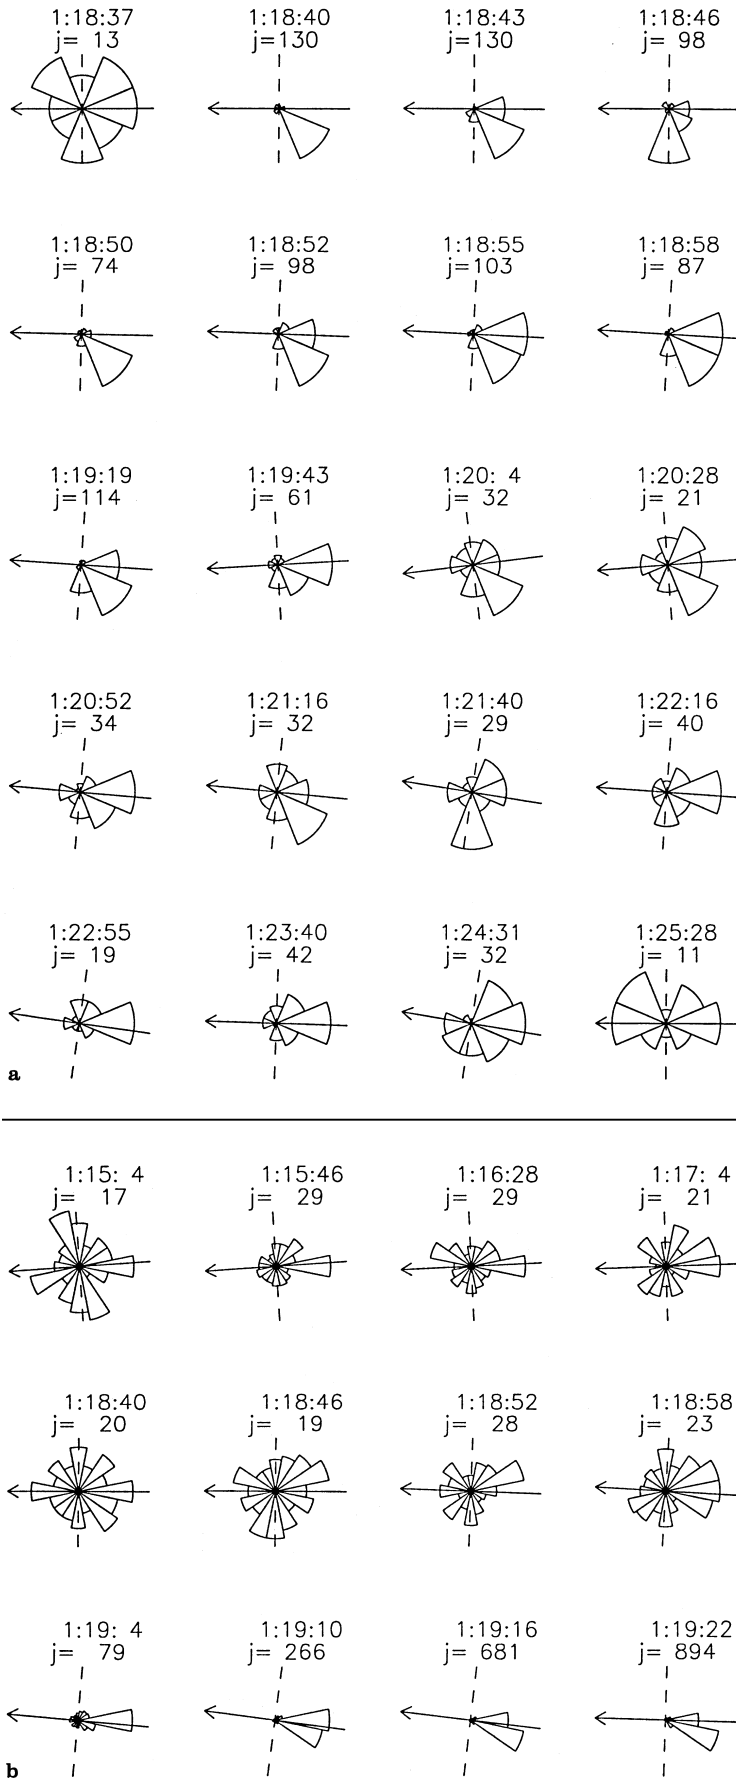 1:18:37 1:18:40 1:18:43 1:18:46
j= 13 j=130 j=130 j= 98
1:18:50 1:18:52 1:18:55 1:18:58
j= 74 j= 98 j=103 j= 87
1:19:19 1:19:43 1:20: 4 1:20:28
j=114 j= 61 j= 32 j= 21
1:20:52 1:21:16 1:21:40 1:22:16
j= 34 j= 32 j= 29 j= 40
1:22:55 1:23:40 1:24:31 1:25:28
j= 19 j= 42 j= 32 j= 11
a
1:15: 4 1:15:46 1:16:28 1:17: 4
j= 17 j= 29 j= 29 j= 21
1:18:40 1:18:46 1:18:52 1:18:58
j= 20 j= 19 j= 28 j= 23
1:19: 4 1:19:10 1:19:16 1:19:22
j= 79 j= 266 j= 681 j= 894
b